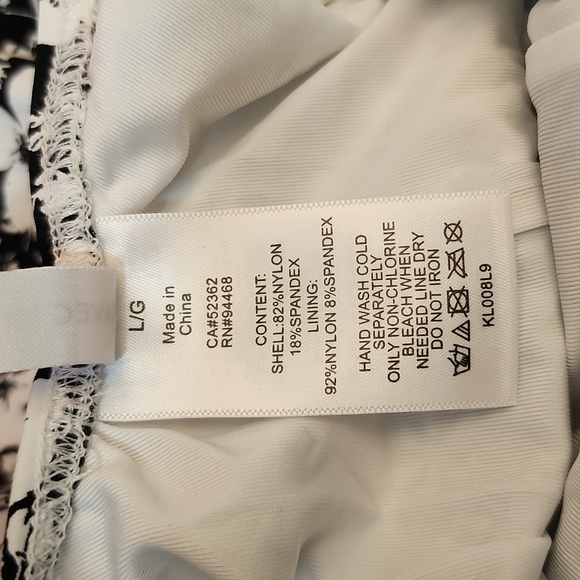 L/G
Made in
China
CA#52362
RN#94468
CONTENT:
SHELL:82%NYLON
18%SPANDEX
LINING:
92%NYLON 8%SPANDEX
HAND WASH COLD
SEPARATELY
ONLY NON-CHLORINE
BLEACH WHEN
NEEDED LINE DRY
DO NOT IRON
KL008L9